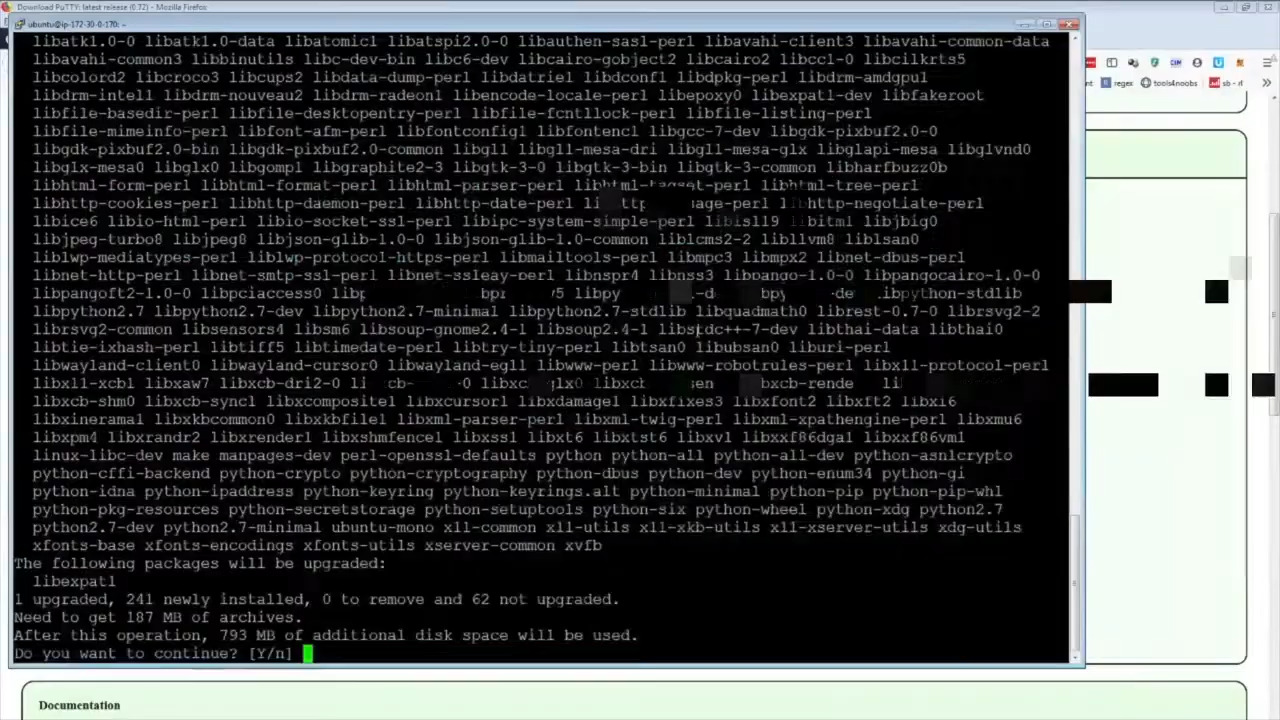 Download PuTTY: latest release (0.72) - Mozilla Firefox
ubuntu@ip-172-30-0-170: ~
regex tools4noobs
libatk1.0-0 libatk1.0-data libatomic1 libatspi2.0-0 libauthen-sasl-perl libavahi-client3 libavahi-common-data
libavahi-common3 libbinutils libc-dev-bin libc6-dev libcairo-gobject2 libcairo2 libcc1-0 libcilkrts5
libcolord2 libcroco3 libcups2 libdata-dump-perl libdatrie1 libdconf1 libdpkg-perl libdrm-amdgpu1
libdrm-intel1 libdrm-nouveau2 libdrm-radeon1 libencode-locale-perl libepoxy0 libexpat1-dev libfakeroot
libfile-basedir-perl libfile-desktopentry-perl libfile-fcntllock-perl libfile-listing-perl
libfile-mimeinfo-perl libfont-afm-perl libfontconfig1 libfontenc1 libgcc-7-dev libgdk-pixbuf2.0-0
libgdk-pixbuf2.0-bin libgdk-pixbuf2.0-common libgl1 libgl1-mesa-dri libgl1-mesa-glx libglapi-mesa libglvnd0
libglx-mesa0 libglx0 libgomp1 libgraphite2-3 libgtk-3-0 libgtk-3-bin libgtk-3-common libharfbuzz0b
libhtml-form-perl libhtml-format-perl libhtml-parser-perl libhtml-tagset-perl libhtml-tree-perl
libhttp-cookies-perl libhttp-daemon-perl libhttp-date-perl libhttp-negotiate-perl
libice6 libio-html-perl libio-socket-ssl-perl libipc-system-simple-perl libisl19 libitm1 libjbig0
libjpeg-turbo8 libjpeg8 libjson-glib-1.0-0 libjson-glib-1.0-common liblcms2-2 libllvm8 liblsan0
liblwp-mediatypes-perl liblwp-protocol-https-perl libmailtools-perl libmpc3 libmpx2 libnet-dbus-perl
libnet-http-perl libnet-smtp-ssl-perl libnet-ssleay-perl libnspr4 libnss3 libpango-1.0-0 libpangocairo-1.0-0
libpangoft2-1.0-0 libpciaccess0 libpython-stdlib
libpython2.7 libpython2.7-dev libpython2.7-minimal libpython2.7-stdlib libquadmath0 librest-0.7-0 librsvg2-2
librsvg2-common libsensors4 libsm6 libsoup-gnome2.4-1 libsoup2.4-1 libstdc++-7-dev libthai-data libthai0
libtie-ixhash-perl libtiff5 libtimedate-perl libtry-tiny-perl libtsan0 libubsan0 liburi-perl
libwayland-client0 libwayland-cursor0 libwayland-egl1 libwww-perl libwww-robotrules-perl libx11-protocol-perl
libx11-xcb1 libxaw7 libxcb-dri2-0
libxcb-shm0 libxcb-sync1 libxcomposite1 libxcursor1 libxdamage1 libxfixes3 libxfont2 libxft2 libxi6
libxinerama1 libxkbcommon0 libxkbfile1 libxml-parser-perl libxml-twig-perl libxml-xpathengine-perl libxmu6
libxpm4 libxrandr2 libxrender1 libxshmfence1 libxss1 libxt6 libxtst6 libxv1 libxxf86dga1 libxxf86vm1
linux-libc-dev make manpages-dev perl-openssl-defaults python python-all python-all-dev python-asn1crypto
python-cffi-backend python-crypto python-cryptography python-dbus python-dev python-enum34 python-gi
python-idna python-ipaddress python-keyring python-keyrings.alt python-minimal python-pip python-pip-whl
python-pkg-resources python-secretstorage python-setuptools python-six python-wheel python-xdg python2.7
python2.7-dev python2.7-minimal ubuntu-mono x11-common x11-utils x11-xkb-utils x11-xserver-utils xdg-utils
xfonts-base xfonts-encodings xfonts-utils xserver-common xvfb
The following packages will be upgraded:
libexpat1
1 upgraded, 241 newly installed, 0 to remove and 62 not upgraded.
Need to get 187 MB of archives.
After this operation, 793 MB of additional disk space will be used.
Do you want to continue? [Y/n]
Documentation